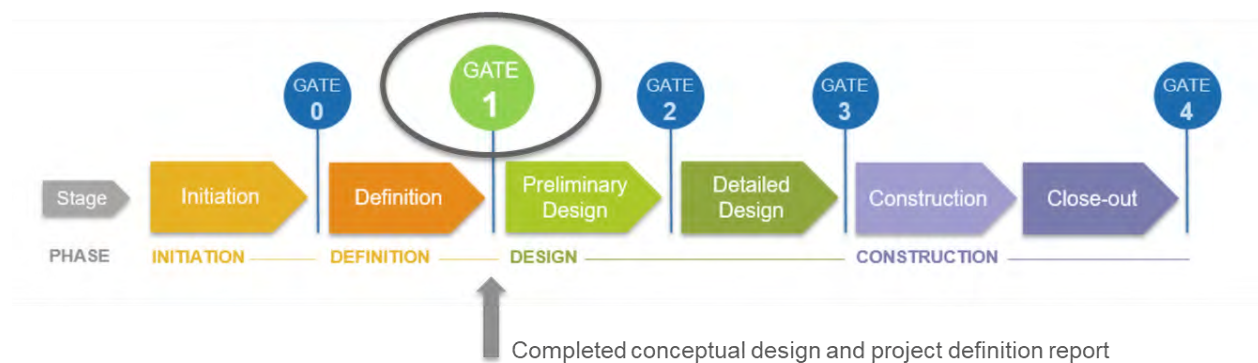 GATE
0
GATE
1
GATE
2
GATE
3
GATE
4
Stage
Initiation
Definition
Preliminary
Design
Detailed
Design
Construction
Close-out
PHASE
INITIATION
DEFINITION
DESIGN
CONSTRUCTION
Completed conceptual design and project definition report